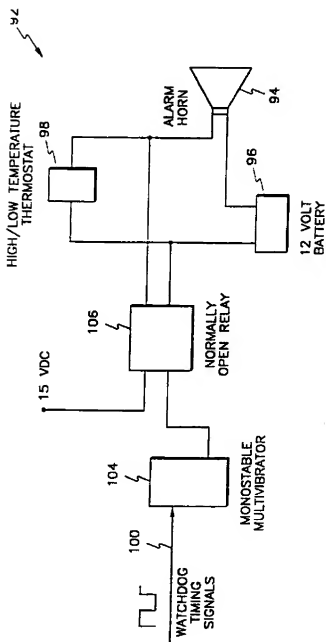 WATCHDOG
TIMING
SIGNALS
100
104
MONOSTABLE
MULTIVIBRATOR
15 VDC
106
NORMALLY
OPEN RELAY
HIGH/LOW TEMPERATURE
THERMOSTAT
98
ALARM
HORN
94
96
12 VOLT
BATTERY